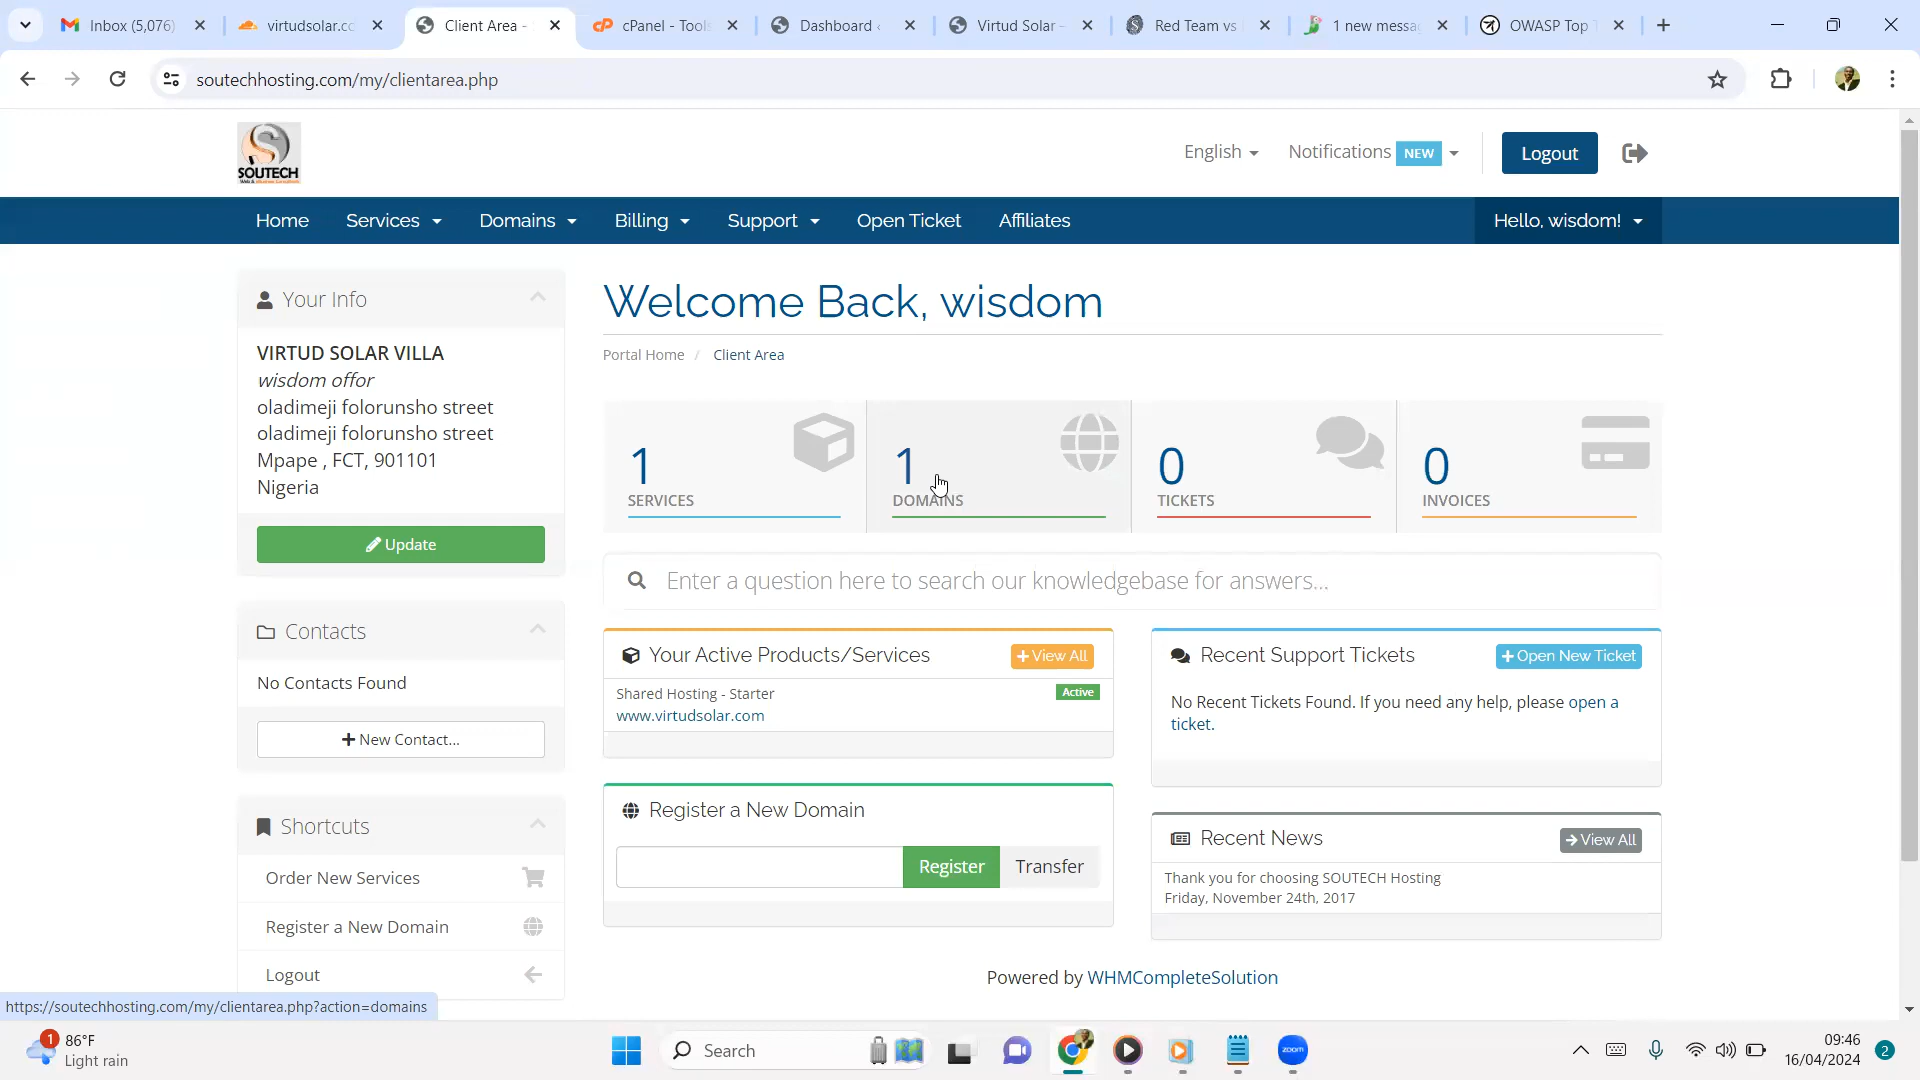 Inbox (5,076)
virtudsolar.co
Client Area -
cPanel - Tools
Dashboard ‹
Virtud Solar –
Red Team vs
1 new messa
OWASP Top
soutechhosting.com/my/clientarea.php
SOUTECH
English
Notifications NEW
Logout
Home
Services
Domains
Billing
Support
Open Ticket
Affiliates
Hello, wisdom!
Your Info
VIRTUD SOLAR VILLA
wisdom offor
oladimeji folorunsho street
oladimeji folorunsho street
Mpape , FCT, 901101
Nigeria
Update
Contacts
No Contacts Found
New Contact...
Shortcuts
Order New Services
Register a New Domain
Logout
Welcome Back, wisdom
Portal Home / Client Area
1
SERVICES
1
DOMAINS
0
TICKETS
0
INVOICES
Enter a question here to search our knowledgebase for answers...
Your Active Products/Services
View All
Shared Hosting - Starter
Active
www.virtudsolar.com
Register a New Domain
Register
Transfer
Recent Support Tickets
Open New Ticket
No Recent Tickets Found. If you need any help, please open a
ticket.
Recent News
View All
Thank you for choosing SOUTECH Hosting
Friday, November 24th, 2017
Powered by WHMCompleteSolution
https://soutechhosting.com/my/clientarea.php?action=domains
1
86°F
Light rain
Search
zoom
09:46
16/04/2024
2